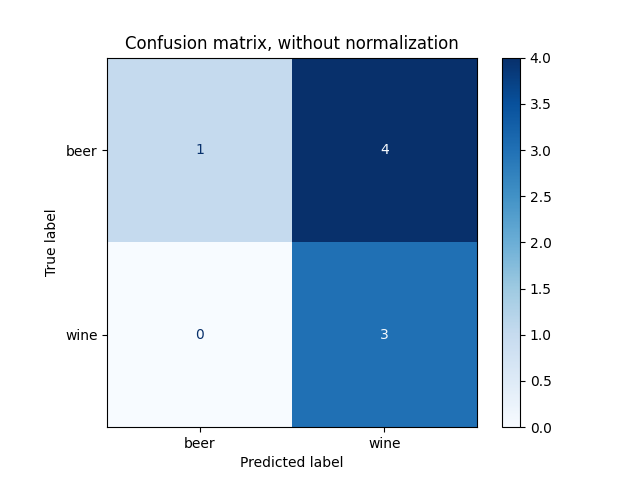 Confusion matrix, without normalization
True label
beer
1
4
wine
0
3
beer
wine
Predicted label
4.0
3.5
3.0
2.5
2.0
1.5
1.0
0.5
0.0